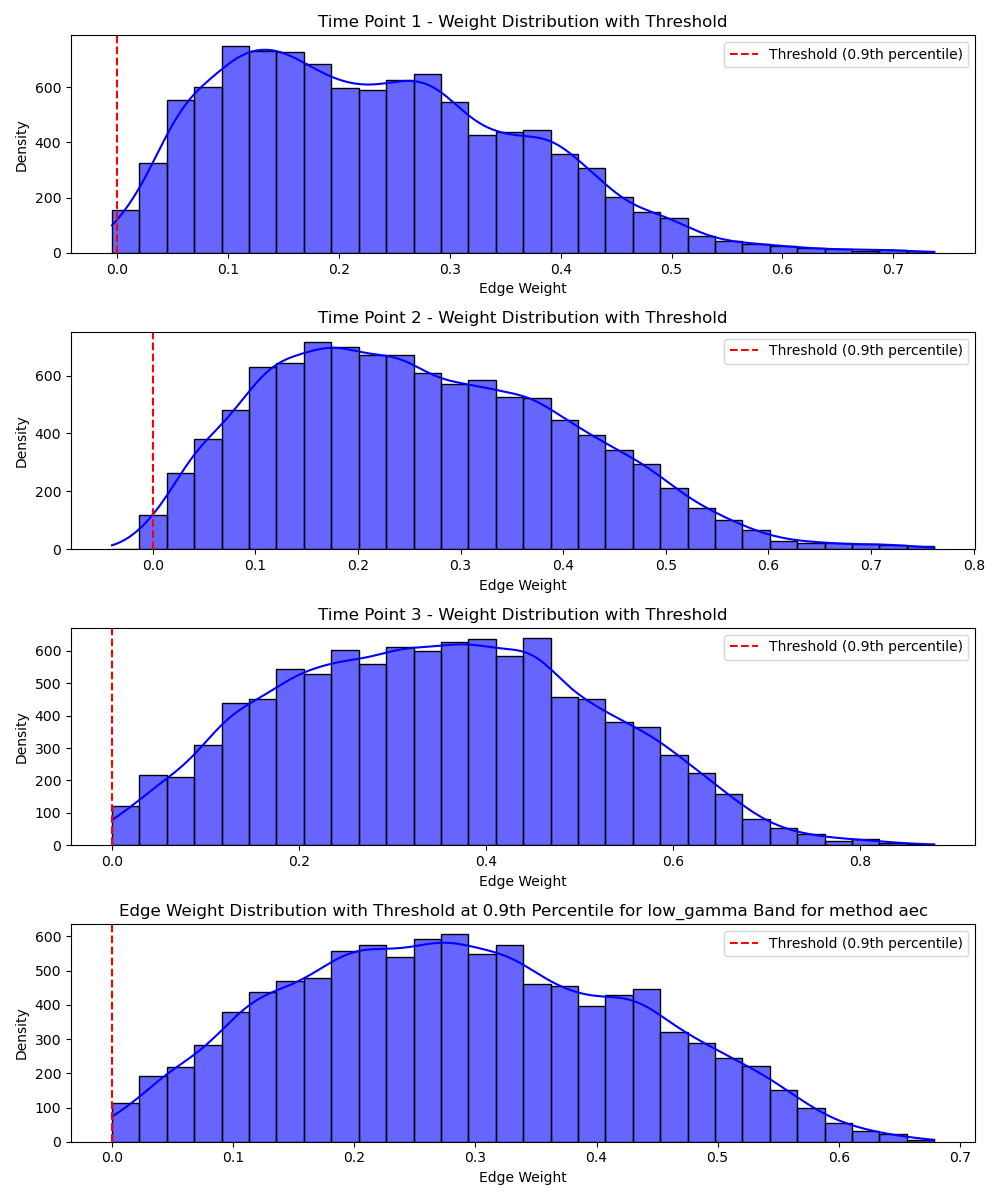 Time Point 1 - Weight Distribution with Threshold
Threshold (0.9th percentile)
Density
600
400
200
0
0.0 0.1 0.2 0.3 0.4 0.5 0.6 0.7
Edge Weight
Time Point 2 - Weight Distribution with Threshold
Threshold (0.9th percentile)
Density
600
400
200
0
0.0 0.1 0.2 0.3 0.4 0.5 0.6 0.7 0.8
Edge Weight
Time Point 3 - Weight Distribution with Threshold
Threshold (0.9th percentile)
Density
600
500
400
300
200
100
0
0.0 0.2 0.4 0.6 0.8
Edge Weight
Edge Weight Distribution with Threshold at 0.9th Percentile for low_gamma Band for method aec
Threshold (0.9th percentile)
Density
600
500
400
300
200
100
0
0.0 0.1 0.2 0.3 0.4 0.5 0.6 0.7
Edge Weight